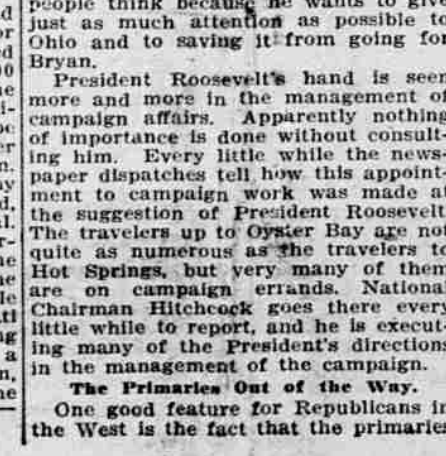 people think because he wants to give
just as much attention as possible to
Ohio and to saving it from going for
Bryan.
President Roosevelt's hand is seen
more and more in the management of
campaign affairs. Apparently nothing
of importance is done without consult-
ing him. Every little while the news-
paper dispatches tell how this appoint-
ment to campaign work was made at
the suggestion of President Roosevelt.
The travelers up to Oyster Bay are not
quite as numerous as the travelers to
Hot Springs, but very many of them
are on campaign errands. National
Chairman Hitchcock goes there every
little while to report, and he is execut-
ing many of the President's directions
in the management of the campaign.
The Primaries Out of the Way.
One good feature for Republicans in
the West is the fact that the primaries